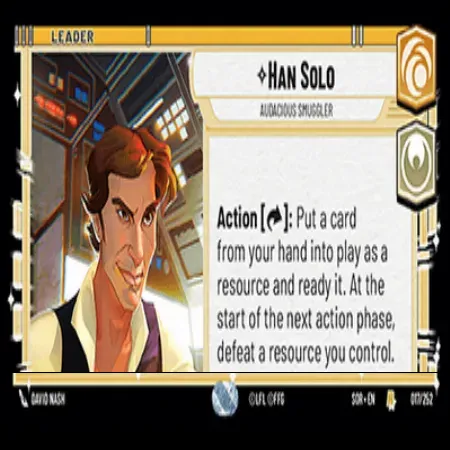 LEADER
HAN SOLO
AUDACIOUS SMUGGLER
Action [ ]: Put a card
from your hand into play as a
resource and ready it. At the
start of the next action phase,
defeat a resource you control.
DAVID NASH
©LFL ©FFG
SOR • EN
017/252